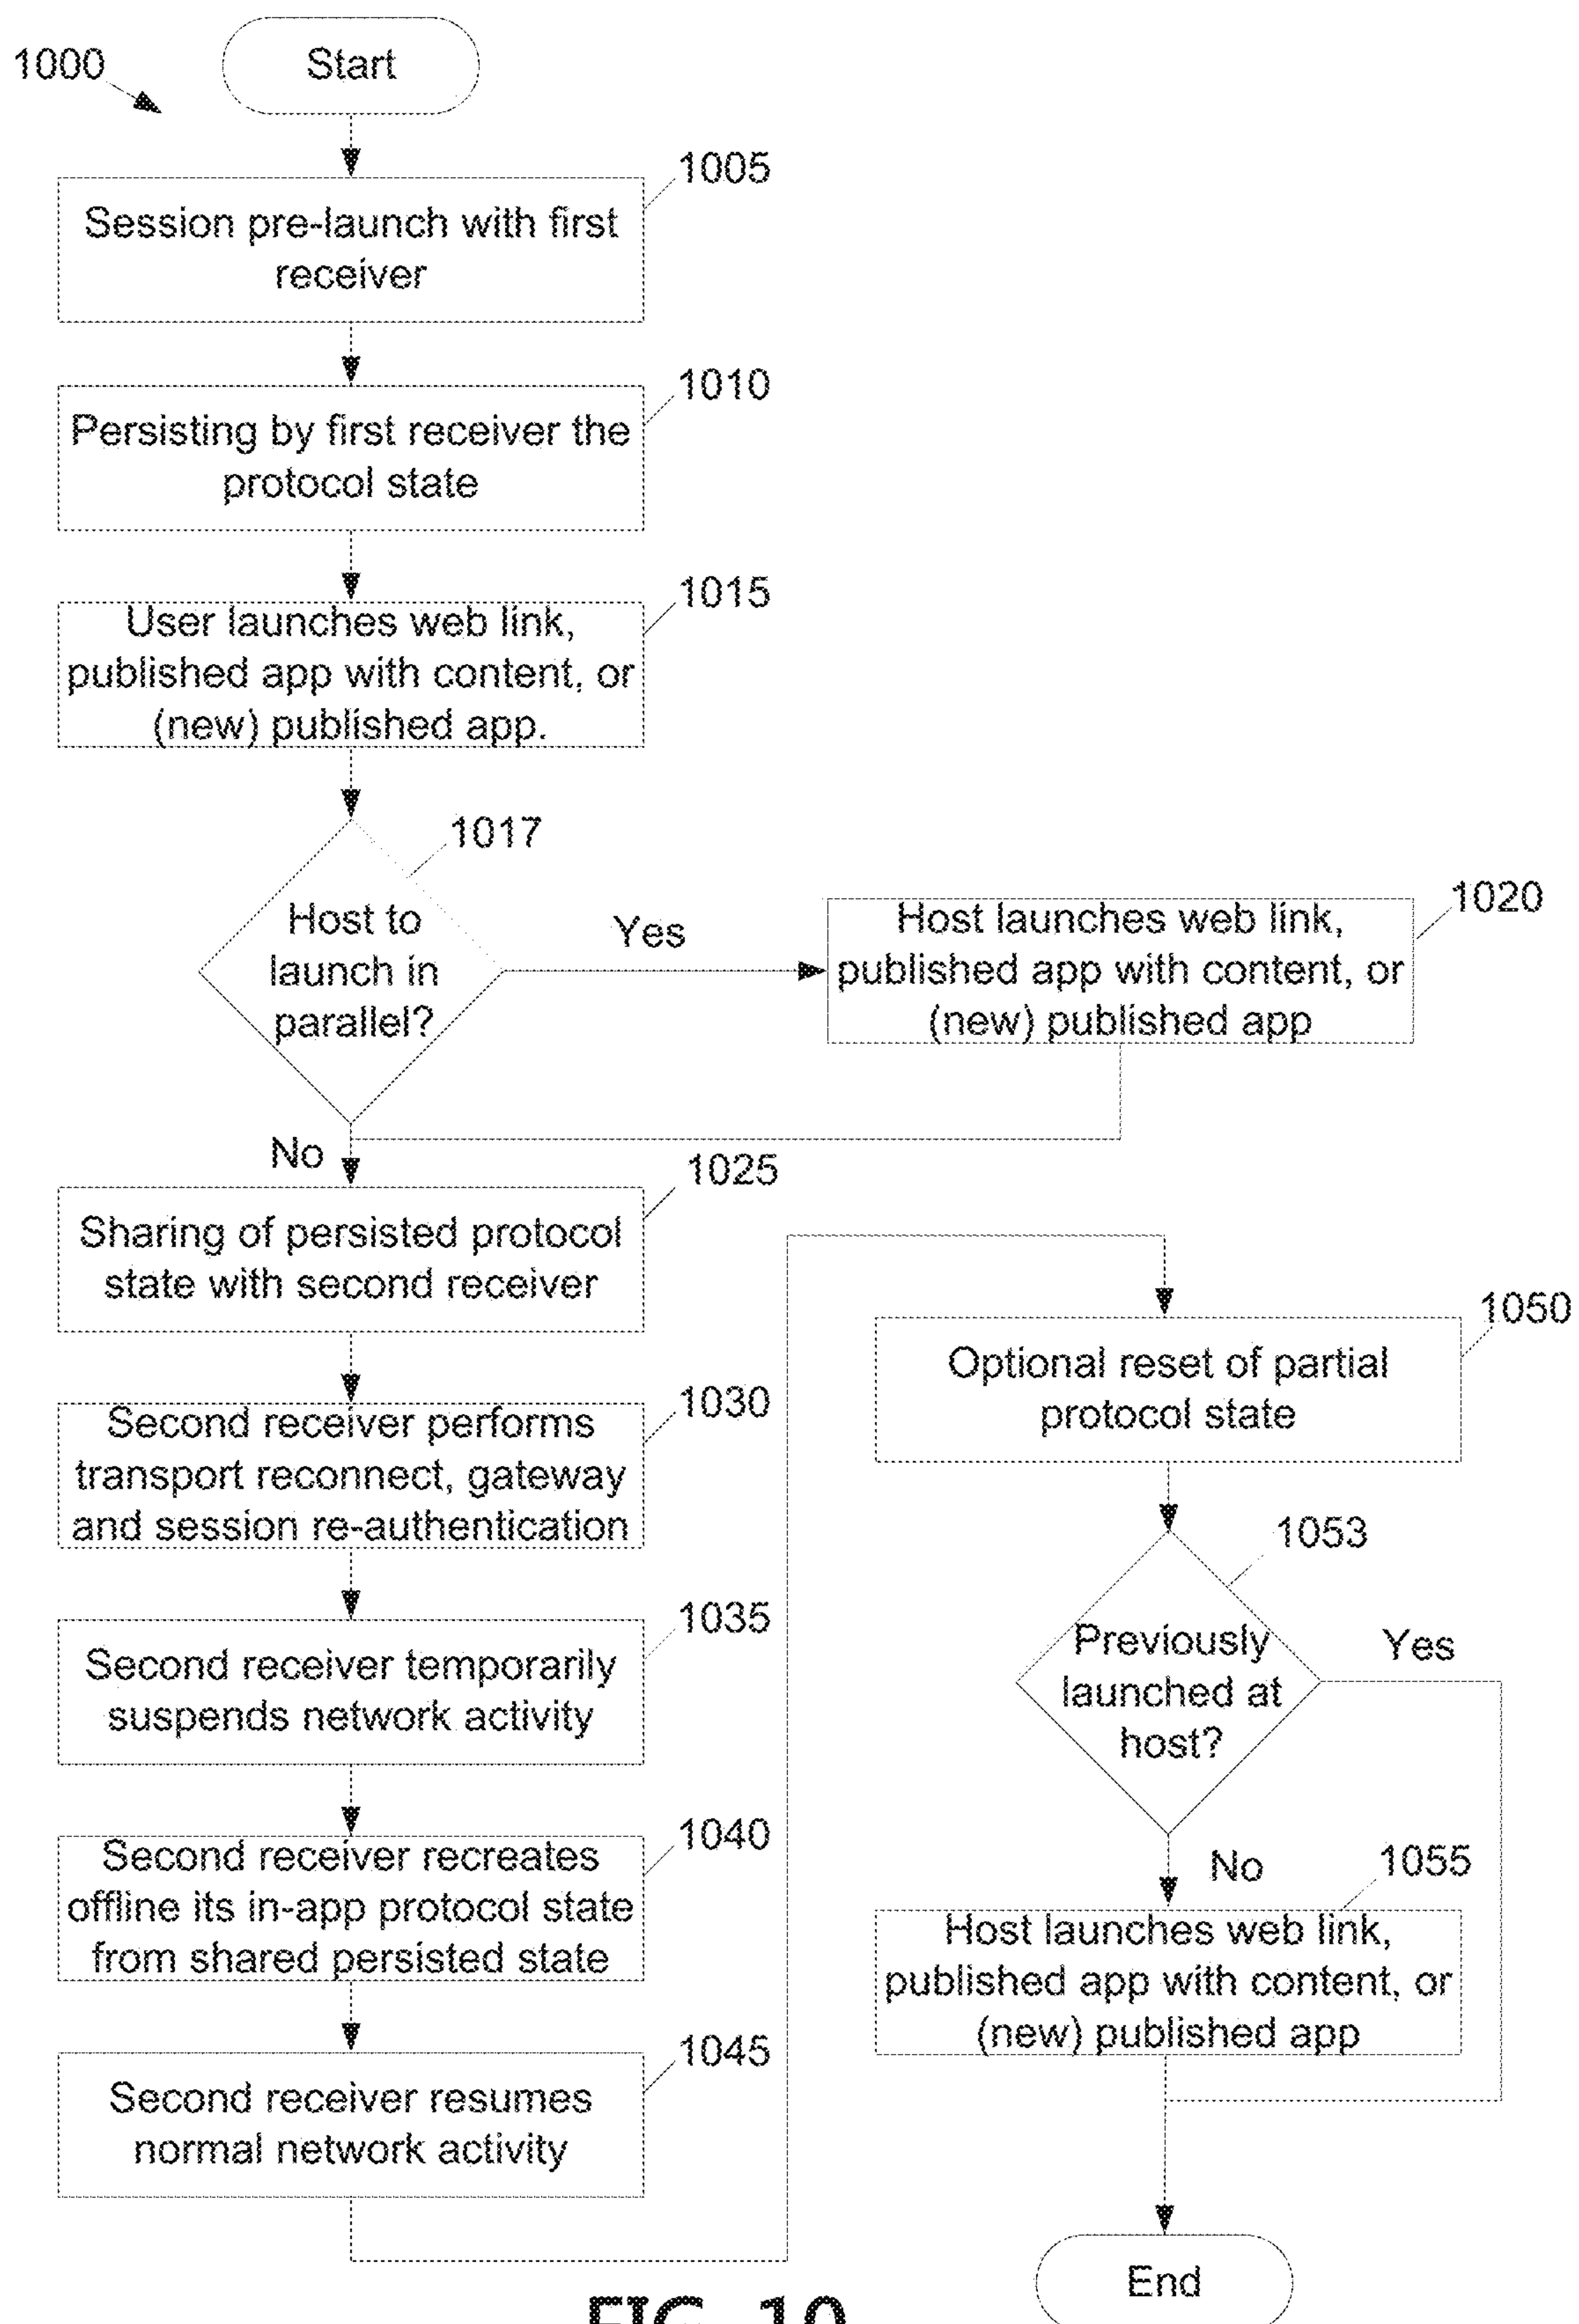 1000
Start
1005
Session pre-launch with first
receiver
1010
Persisting by first receiver the
protocol state
1015
User launches web link,
published app with content, or
(new) published app.
1017
Host to
launch in
parallel?
Yes
1020
Host launches web link,
published app with content, or
(new) published app
No
1025
Sharing of persisted protocol
state with second receiver
1030
Second receiver performs
transport reconnect, gateway
and session re-authentication
1035
Second receiver temporarily
suspends network activity
1040
Second receiver recreates
offline its in-app protocol state
from shared persisted state
1045
Second receiver resumes
normal network activity
1050
Optional reset of partial
protocol state
1053
Previously
launched at
host?
Yes
No
1055
Host launches web link,
published app with content, or
(new) published app
End
FIG. 10